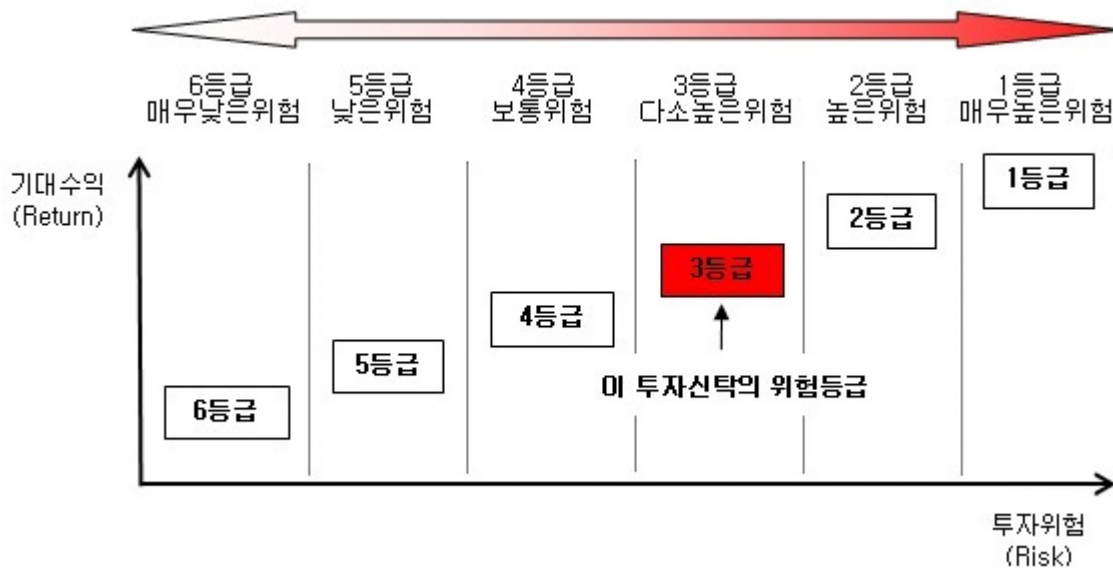 6등급 5등급 4등급 3등급 2등급 1등급
매우낮은위험 낮은위험 보통위험 다소높은위험 높은위험 매우높은위험
기대수익
(Return)
1등급
2등급
3등급
4등급
5등급
이 투자신탁의 위험등급
6등급
투자위험
(Risk)